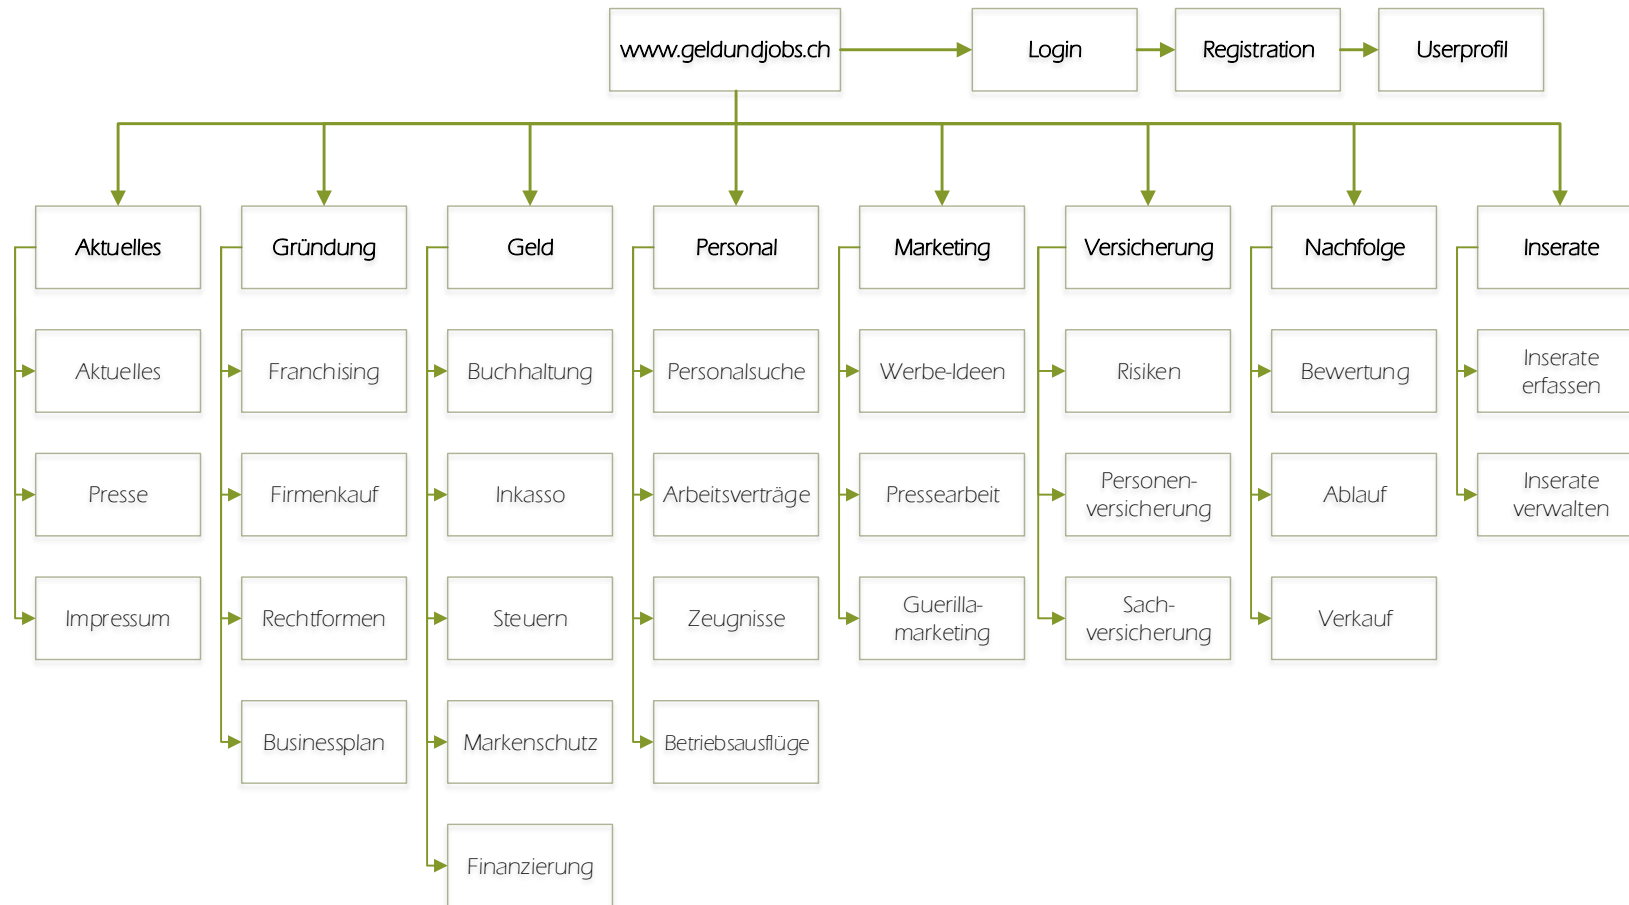 www.geldundjobs.ch
Login
Registration
Userprofil
Aktuelles
Gründung
Geld
Personal
Marketing
Versicherung
Nachfolge
Inserate
Aktuelles
Franchising
Buchhaltung
Personalsuche
Werbe-Ideen
Risiken
Bewertung
Inserate
erfassen
Presse
Firmenkauf
Inkasso
Arbeitsverträge
Pressearbeit
Personen-
versicherung
Ablauf
Inserate
verwalten
Impressum
Rechtformen
Steuern
Zeugnisse
Guerilla-
marketing
Sach-
versicherung
Verkauf
Businessplan
Markenschutz
Betriebsausflüge
Finanzierung